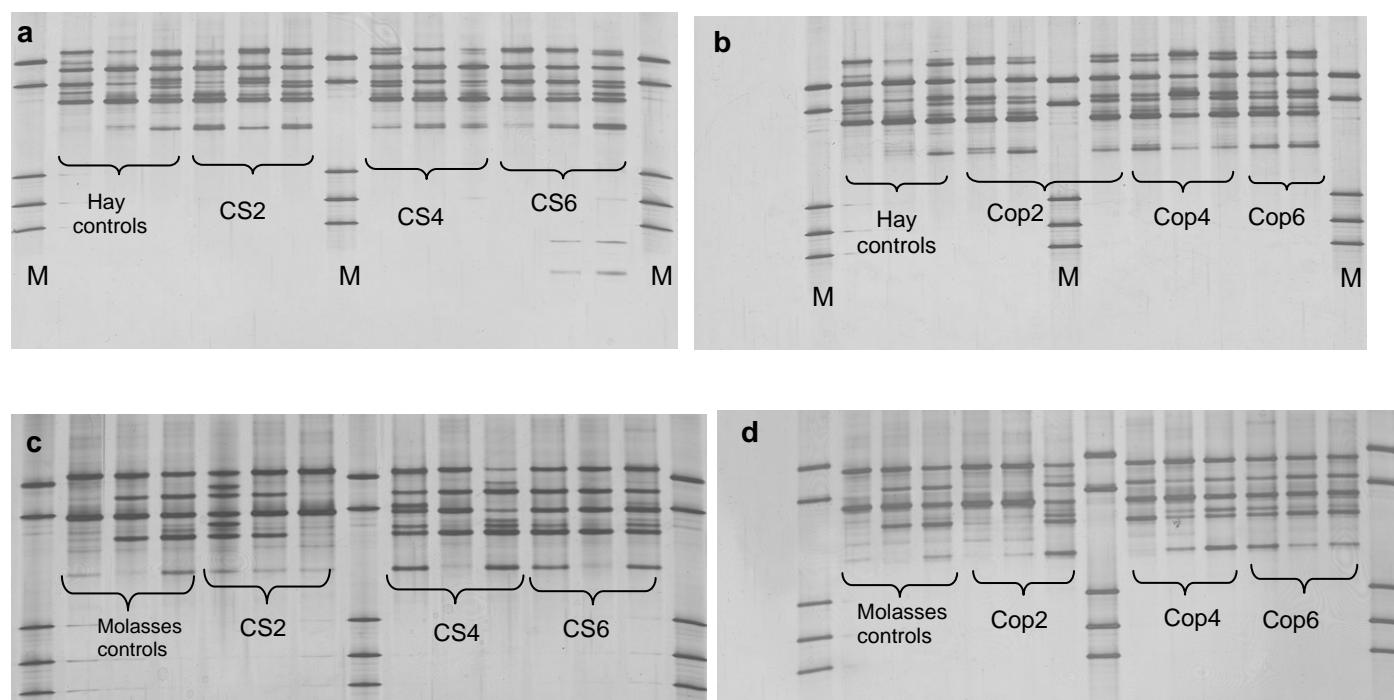 a
Hay
controls
CS2
CS4
CS6
M
M
M
b
Hay
controls
Cop2
Cop4
Cop6
M
M
M
c
Molasses
controls
CS2
CS4
CS6
d
Molasses
controls
Cop2
Cop4
Cop6